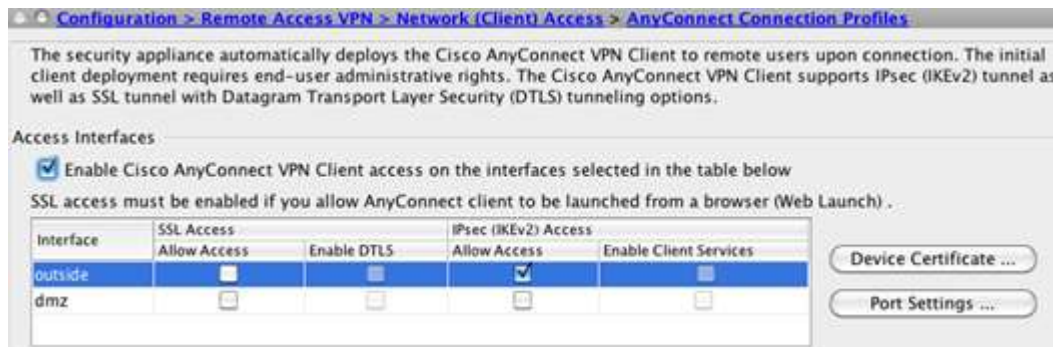 Configuration > Remote Access VPN > Network (Client) Access > AnyConnect Connection Profiles
The security appliance automatically deploys the Cisco AnyConnect VPN Client to remote users upon connection. The initial
client deployment requires end-user administrative rights. The Cisco AnyConnect VPN Client supports IPsec (IKEv2) tunnel as
well as SSL tunnel with Datagram Transport Layer Security (DTLS) tunneling options.
Access Interfaces
Enable Cisco AnyConnect VPN Client access on the interfaces selected in the table below
SSL access must be enabled if you allow AnyConnect client to be launched from a browser (Web Launch) .
Interface SSL Access IPsec (IKEv2) Access
Allow Access Enable DTLS Allow Access Enable Client Services
outside
dmz
Device Certificate ...
Port Settings ...